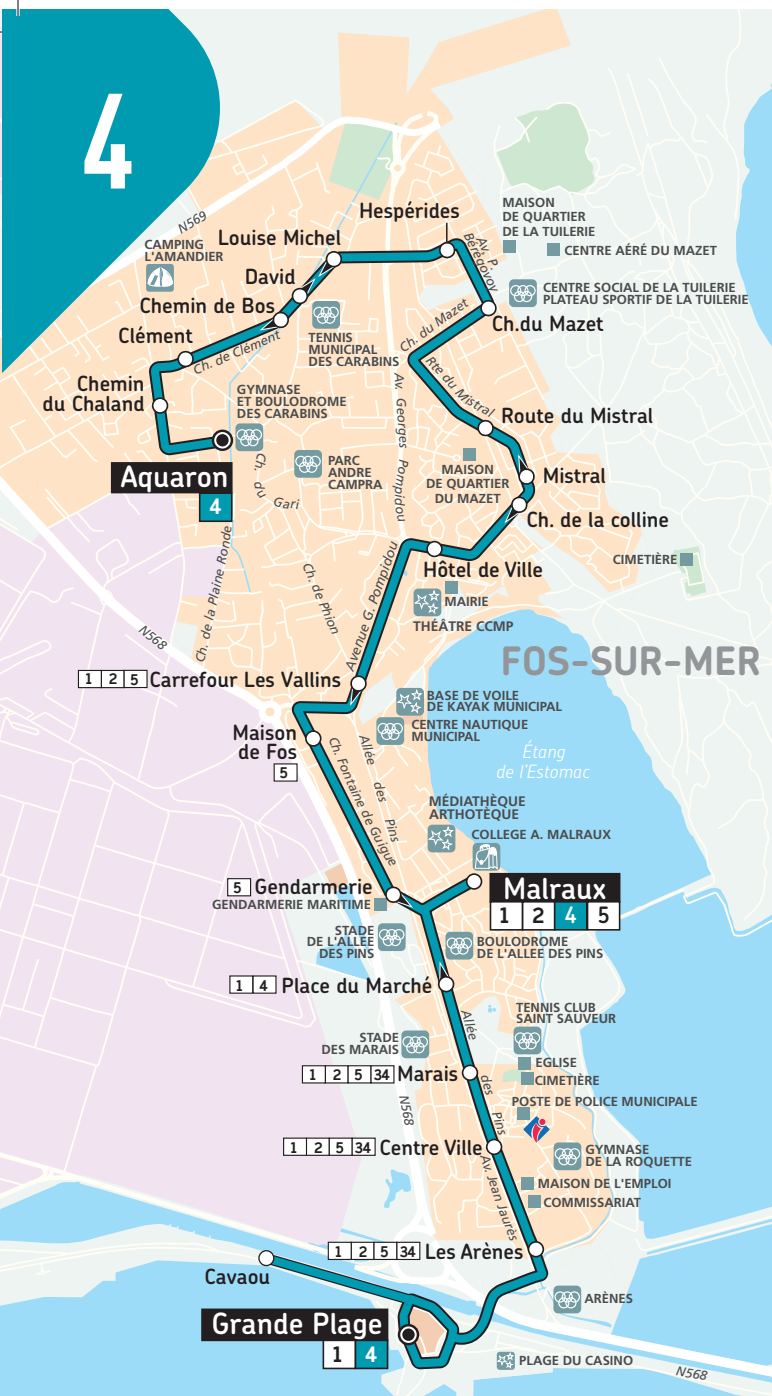 4
N569
CAMPING
L'AMANDIER
Louise Michel
Hespérides
Av. P.
Bérégovoy
MAISON
DE QUARTIER
DE LA TUILERIE
CENTRE AÉRÉ DU MAZET
David
Chemin de Bos
CENTRE SOCIAL DE LA TUILERIE
PLATEAU SPORTIF DE LA TUILERIE
Clément
Ch. de Clément
TENNIS
MUNICIPAL
DES CARABINS
Ch. du Mazet
Ch.du Mazet
Chemin
du Chaland
GYMNASE
ET BOULODROME
DES CARABINS
Av. Georges Pompidou
Rte du Mistral
Route du Mistral
Aquaron
4
Ch. du Gari
PARC
ANDRE
CAMPRA
MAISON
DE QUARTIER
DU MAZET
Mistral
Ch. de la colline
Ch. de la Plaine Ronde
Ch. de Phion
Avenue G. Pompidou
Hôtel de Ville
CIMETIÈRE
MAIRIE
THÉÂTRE CCMP
N568
FOS-SUR-MER
1 2 5 Carrefour Les Vallins
BASE DE VOILE
DE KAYAK MUNICIPAL
CENTRE NAUTIQUE
MUNICIPAL
Maison
de Fos
5
Ch. Fontaine de Guigue
Allée des Pins
Étang
de l'Estomac
MÉDIATHÈQUE
ARTHOTÈQUE
COLLEGE A. MALRAUX
5 Gendarmerie
GENDARMERIE MARITIME
Malraux
1 2 4 5
STADE
DE L'ALLEE
DES PINS
BOULODROME
DE L'ALLEE DES PINS
1 4 Place du Marché
Allée des Pins
TENNIS CLUB
SAINT SAUVEUR
STADE
DES MARAIS
EGLISE
CIMETIÈRE
1 2 5 34 Marais
POSTE DE POLICE MUNICIPALE
N568
1 2 5 34 Centre Ville
GYMNASE
DE LA ROQUETTE
Av. Jean Jaurès
MAISON DE L'EMPLOI
COMMISSARIAT
1 2 5 34 Les Arènes
Cavaou
ARÈNES
Grande Plage
1 4
PLAGE DU CASINO
N568